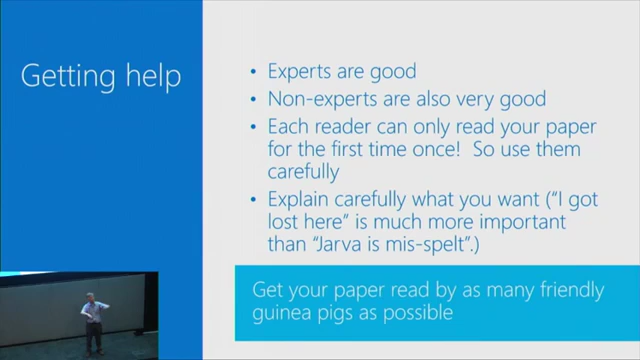 Getting help
• Experts are good
• Non-experts are also very good
• Each reader can only read your paper
for the first time once!  So use them
carefully
• Explain carefully what you want ("I got
lost here" is much more important
than "Jarva is mis-spelt".)
Get your paper read by as many friendly
guinea pigs as possible